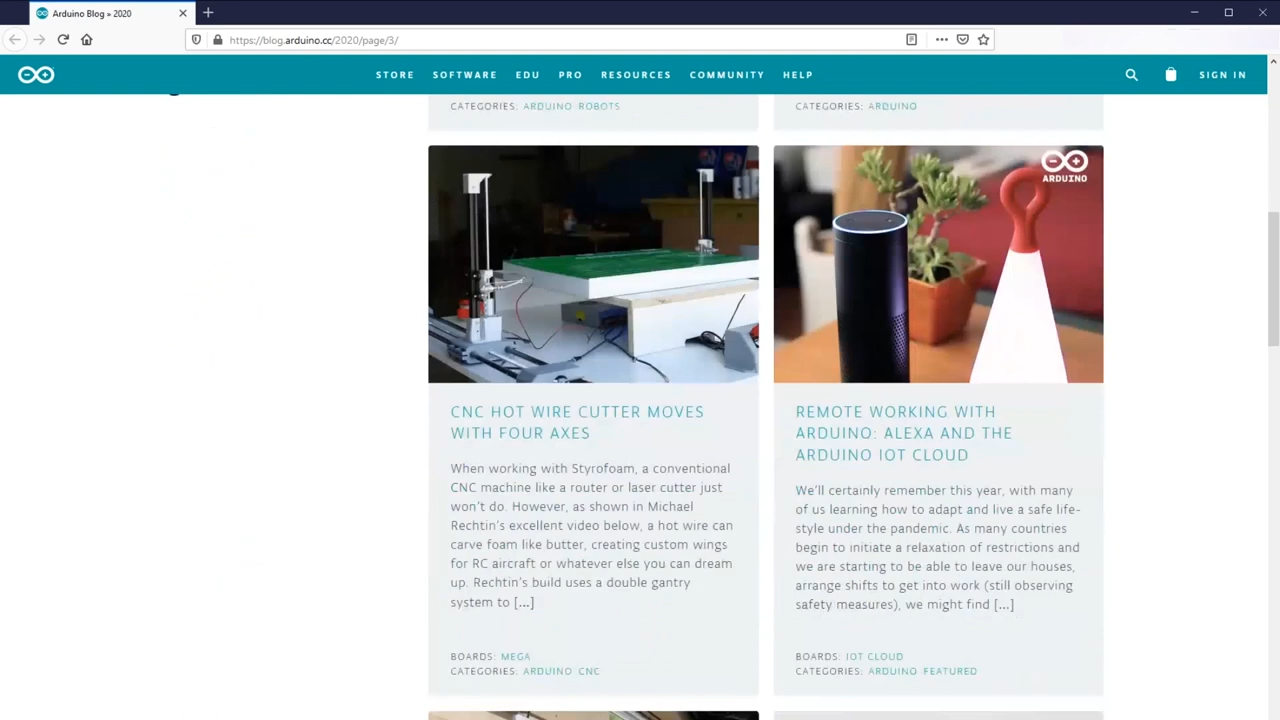 Arduino Blog » 2020
https://blog.arduino.cc/2020/page/3/
STORE SOFTWARE EDU PRO RESOURCES COMMUNITY HELP SIGN IN
CATEGORIES: ARDUINO ROBOTS
CATEGORIES: ARDUINO
ARDUINO
CNC HOT WIRE CUTTER MOVES
WITH FOUR AXES
When working with Styrofoam, a conventional
CNC machine like a router or laser cutter just
won't do. However, as shown in Michael
Rechtin's excellent video below, a hot wire can
carve foam like butter, creating custom wings
for RC aircraft or whatever else you can dream
up. Rechtin's build uses a double gantry
system to [...]
BOARDS: MEGA
CATEGORIES: ARDUINO CNC
REMOTE WORKING WITH
ARDUINO: ALEXA AND THE
ARDUINO IOT CLOUD
We'll certainly remember this year, with many
of us learning how to adapt and live a safe life-
style under the pandemic. As many countries
begin to initiate a relaxation of restrictions and
we are starting to be able to leave our houses,
arrange shifts to get into work (still observing
safety measures), we might find [...]
BOARDS: IOT CLOUD
CATEGORIES: ARDUINO FEATURED